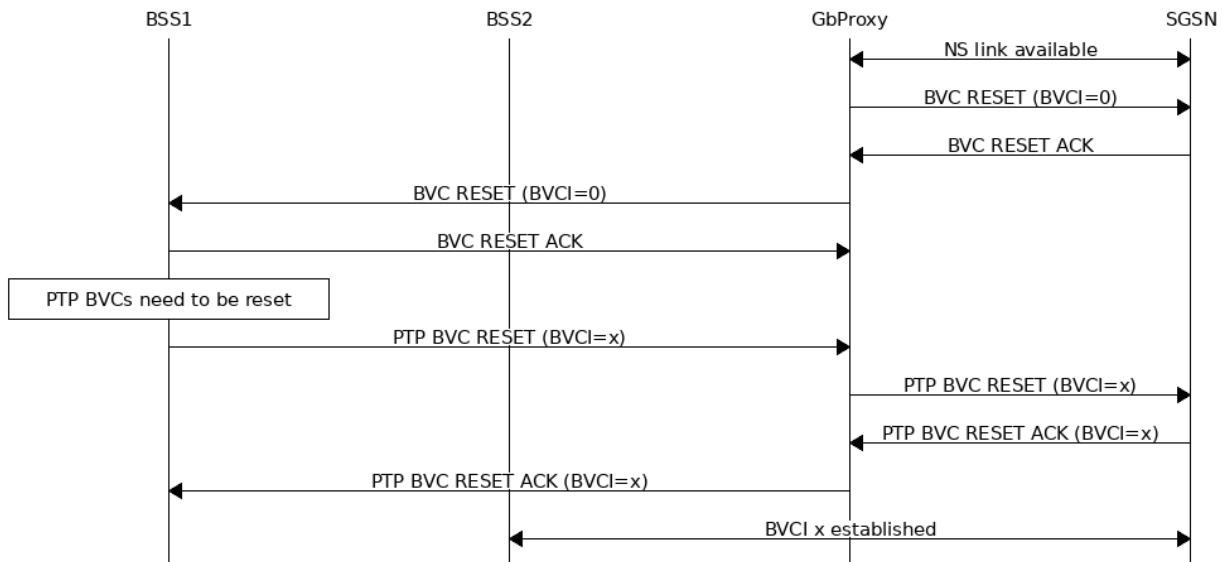 BSS1 BSS2 GbProxy SGSN
NS link available
BVC RESET (BVCI=0)
BVC RESET ACK
BVC RESET (BVCI=0)
BVC RESET ACK
PTP BVCs need to be reset
PTP BVC RESET (BVCI=x)
PTP BVC RESET (BVCI=x)
PTP BVC RESET ACK (BVCI=x)
PTP BVC RESET ACK (BVCI=x)
BVCI x established